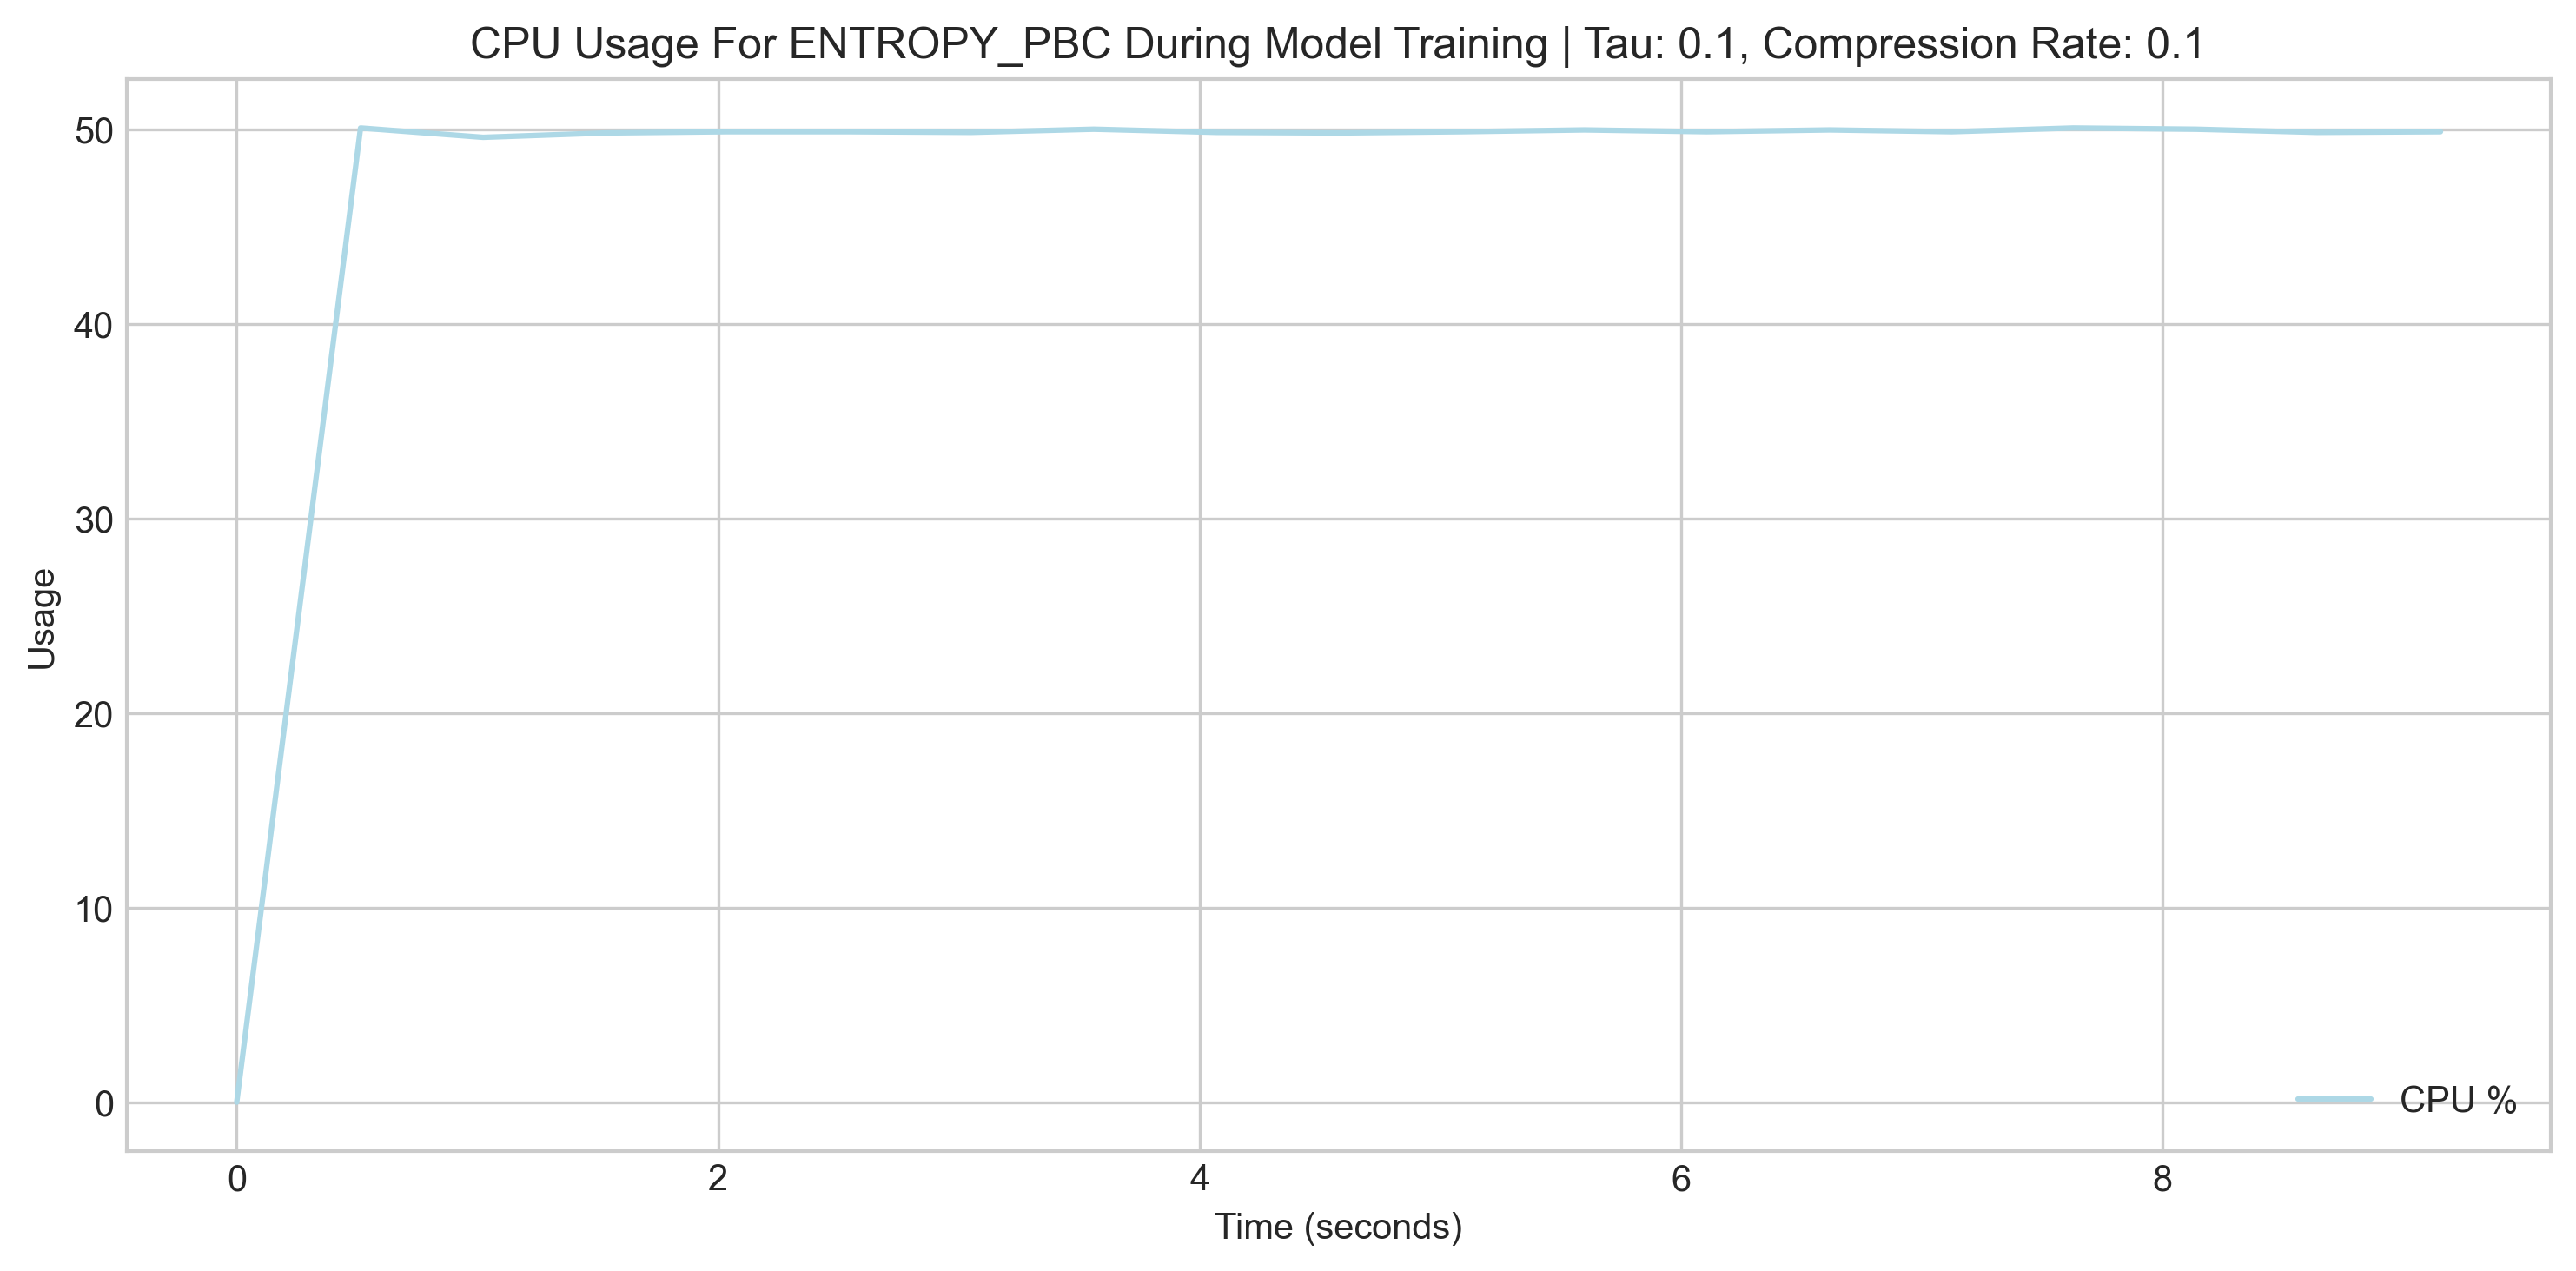 CPU Usage For ENTROPY_PBC During Model Training | Tau: 0.1, Compression Rate: 0.1
Usage
50
40
30
20
10
0
CPU %
0 2 4 6 8
Time (seconds)